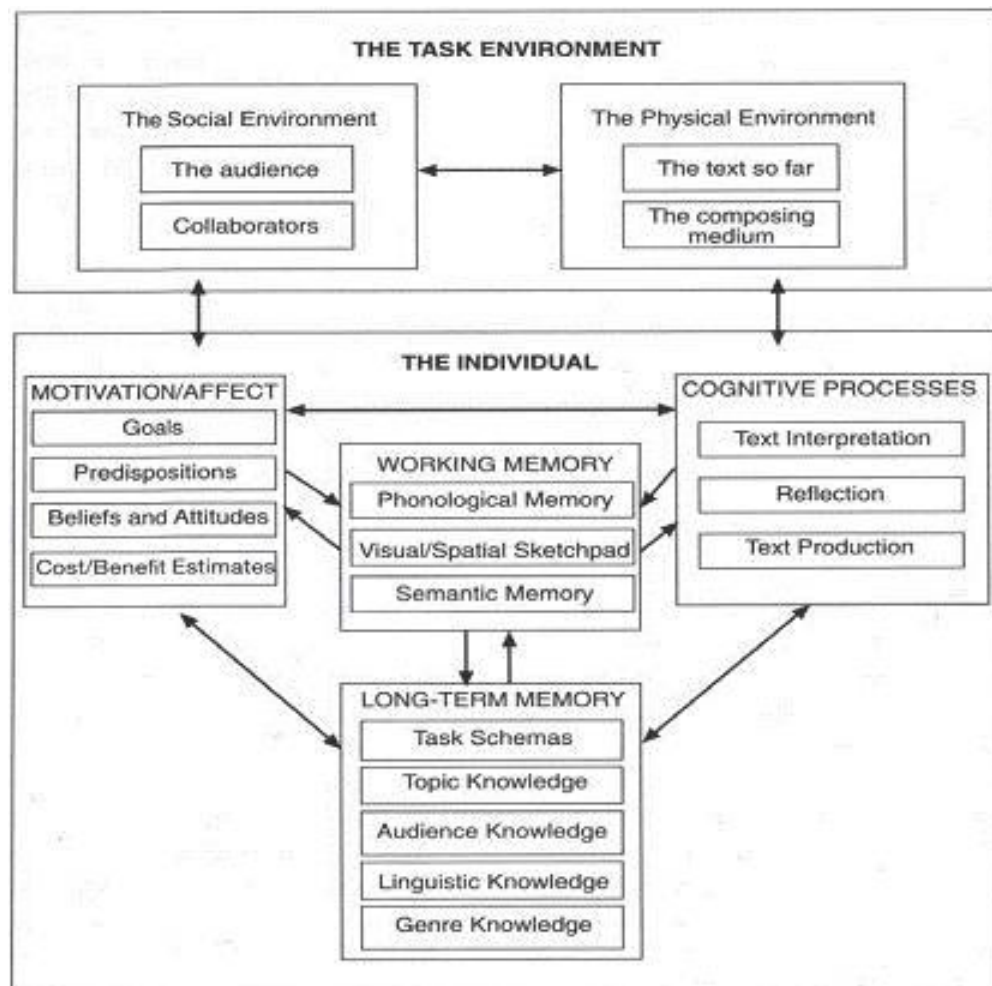 THE TASK ENVIRONMENT
The Social Environment
The audience
Collaborators
The Physical Environment
The text so far
The composing
medium
THE INDIVIDUAL
MOTIVATION/AFFECT
Goals
Predispositions
Beliefs and Attitudes
Cost/Benefit Estimates
WORKING MEMORY
Phonological Memory
Visual/Spatial Sketchpad
Semantic Memory
COGNITIVE PROCESSES
Text Interpretation
Reflection
Text Production
LONG-TERM MEMORY
Task Schemas
Topic Knowledge
Audience Knowledge
Linguistic Knowledge
Genre Knowledge